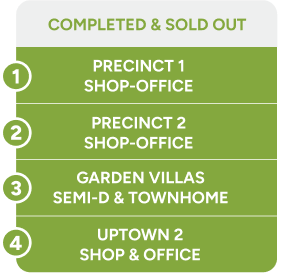 COMPLETED & SOLD OUT
1
PRECINCT 1
SHOP-OFFICE
2
PRECINCT 2
SHOP-OFFICE
3
GARDEN VILLAS
SEMI-D & TOWNHOME
4
UPTOWN 2
SHOP & OFFICE